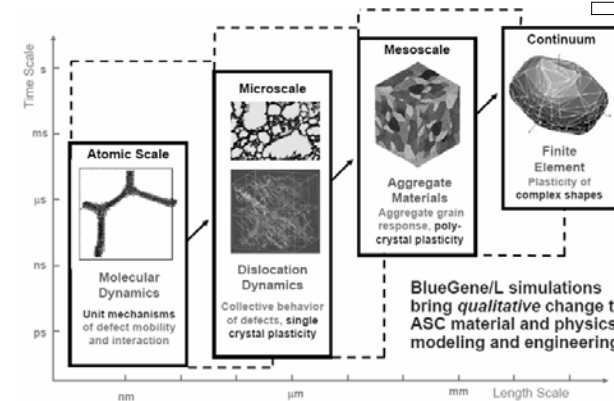 Time Scale
s
ms
μs
ns
ps
Atomic Scale
Molecular
Dynamics
Unit mechanisms
of defect mobility
and interaction
Microscale
Dislocation
Dynamics
Collective behavior
of defects, single
crystal plasticity
Mesoscale
Aggregate
Materials
Aggregate grain
response, poly-
crystal plasticity
Continuum
Finite
Element
Plasticity of
complex shapes
BlueGene/L simulations
bring qualitative change t
ASC material and physics
modeling and engineering
nm
μm
mm
Length Scale